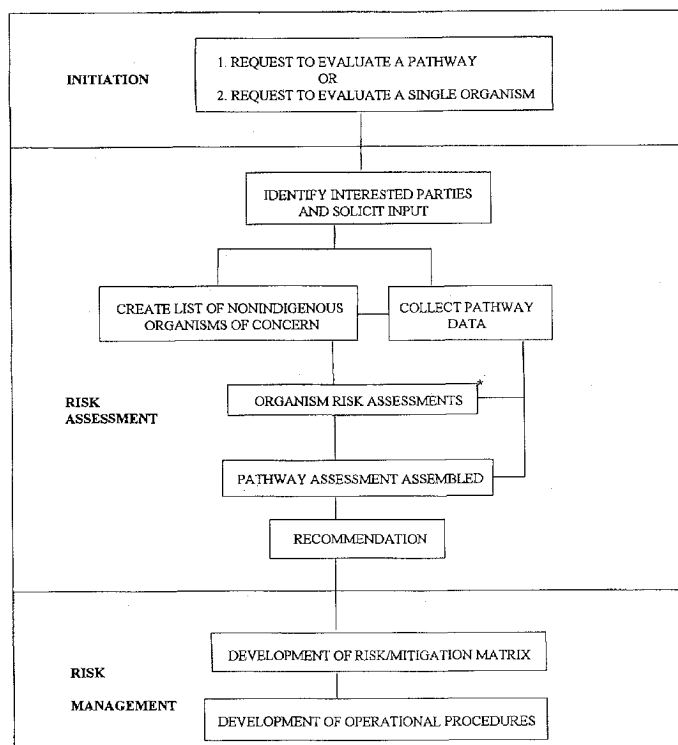 INITIATION
1. REQUEST TO EVALUATE A PATHWAY
OR
2. REQUEST TO EVALUATE A SINGLE ORGANISM
IDENTIFY INTERESTED PARTIES
AND SOLICIT INPUT
CREATE LIST OF NONINDIGENOUS
ORGANISMS OF CONCERN
COLLECT PATHWAY
DATA
RISK
ASSESSMENT
ORGANISM RISK ASSESSMENTS
*
PATHWAY ASSESSMENT ASSEMBLED
RECOMMENDATION
RISK
MANAGEMENT
DEVELOPMENT OF RISK/MITIGATION MATRIX
DEVELOPMENT OF OPERATIONAL PROCEDURES